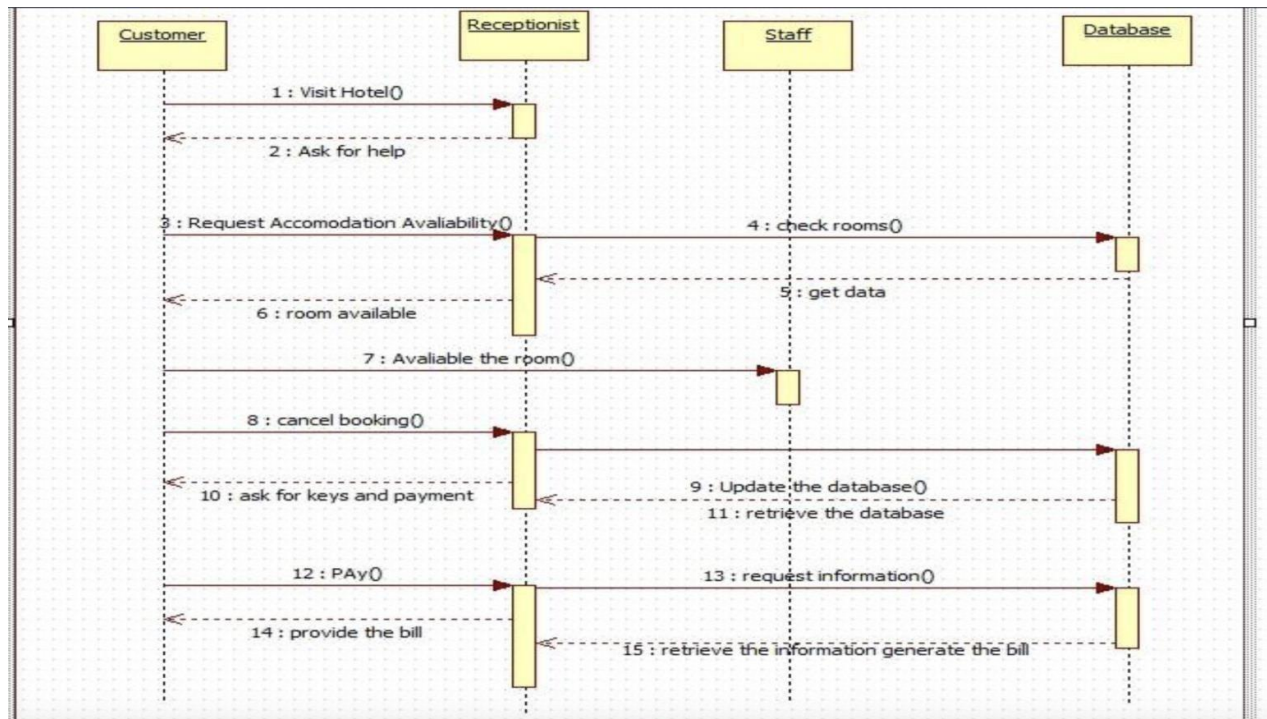 Customer
Receptionist
Staff
Database
1 : Visit Hotel()
2 : Ask for help
3 : Request Accomodation Avaliability()
4 : check rooms()
5 : get data
6 : room available
7 : Avaliable the room()
8 : cancel booking()
9 : Update the database()
10 : ask for keys and payment
11 : retrieve the database
12 : PAy()
13 : request information()
14 : provide the bill
15 : retrieve the information generate the bill